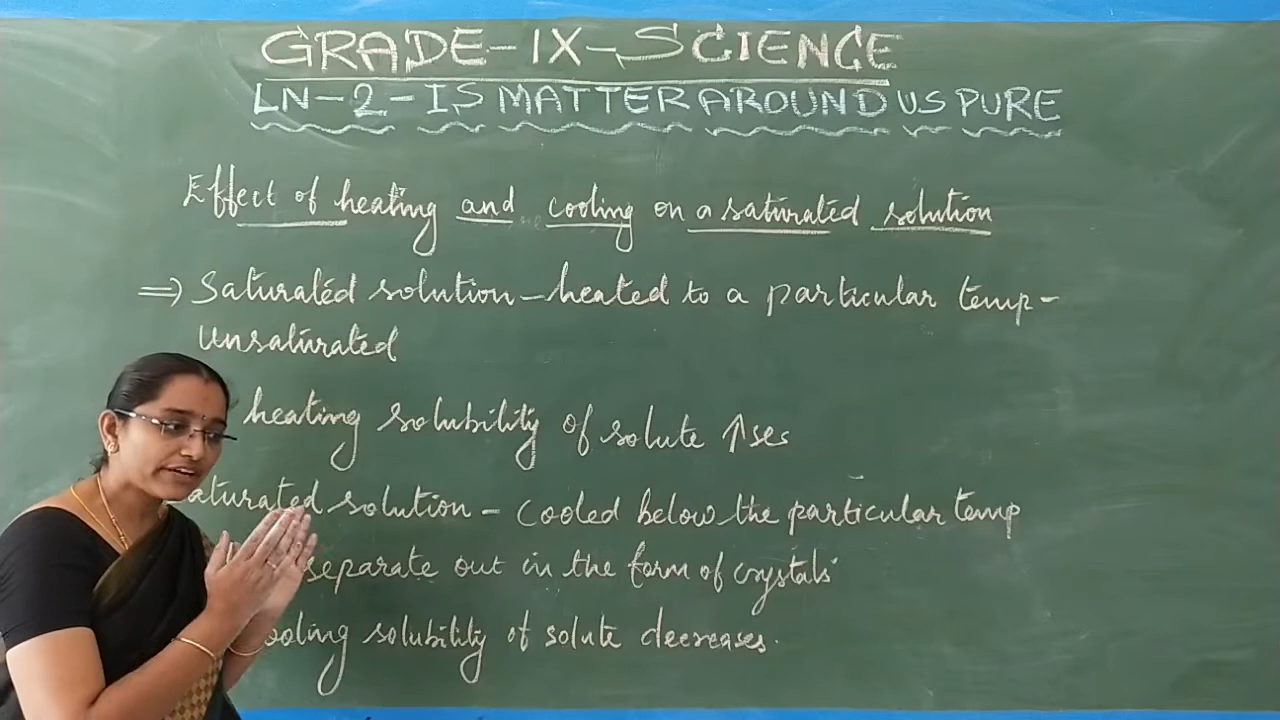 GRADE-IX-SCIENCE
LN-2-IS MATTER AROUND US PURE
Effect of heating and cooling on a saturated solution
⇒ Saturated solution - heated to a particular temp -
unsaturated
heating solubility of solute ↑ses
aturated solution - cooled below the particular temp
separate out in the form of crystals
ooling solubility of solute decreases.